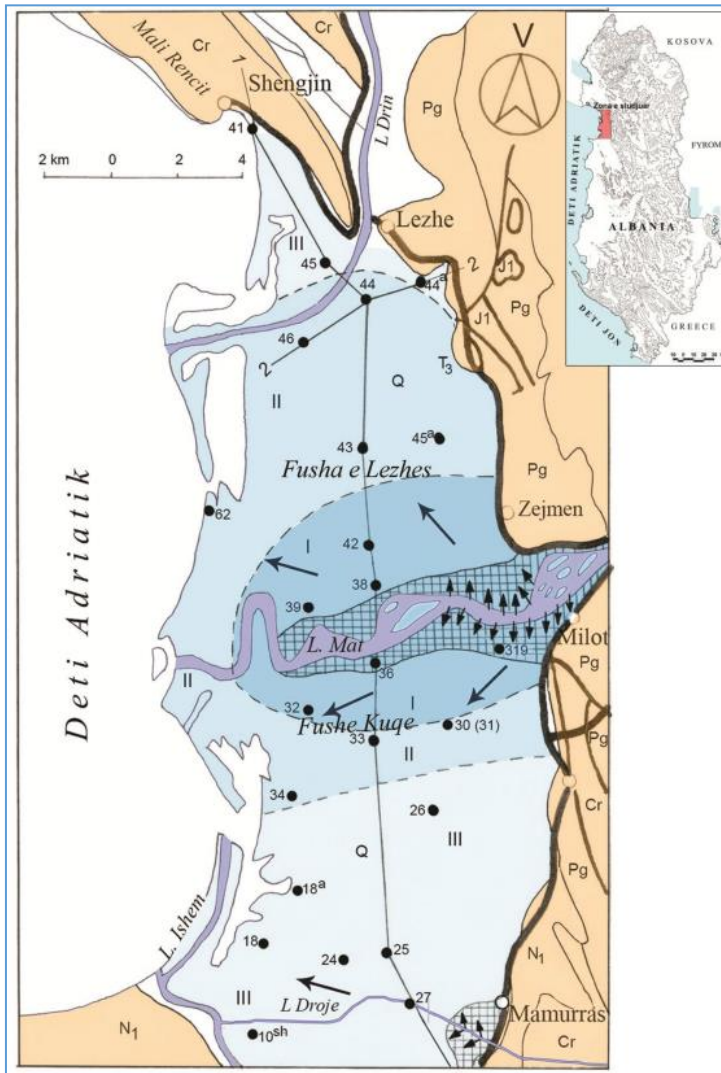 Cr
Cr
Mali Rencit
1
Shengjin
41
2 km 0 2 4
L Drin
Pg
V
KOSOVA
Zona e studjuar
FYROM
DETI ADRIATIK
ALBANIA
DETI JON
GREECE
Lezhe
III
45
44
44a
2
J1
Pg
J1
46
2
II
Q
T3
43
45a
Fusha e Lezhes
Pg
62
Zejmen
I
42
38
39
Deti Adriatik
L. Mat
319
Milot
36
Pg
II
32
I
Fushe Kuqe
30 (31)
33
II
Pg
34
26
Cr
III
Q
Pg
18a
L. Ishem
18
24
25
N1
III
L Droje
27
Mamurras
N1
10sh
Cr